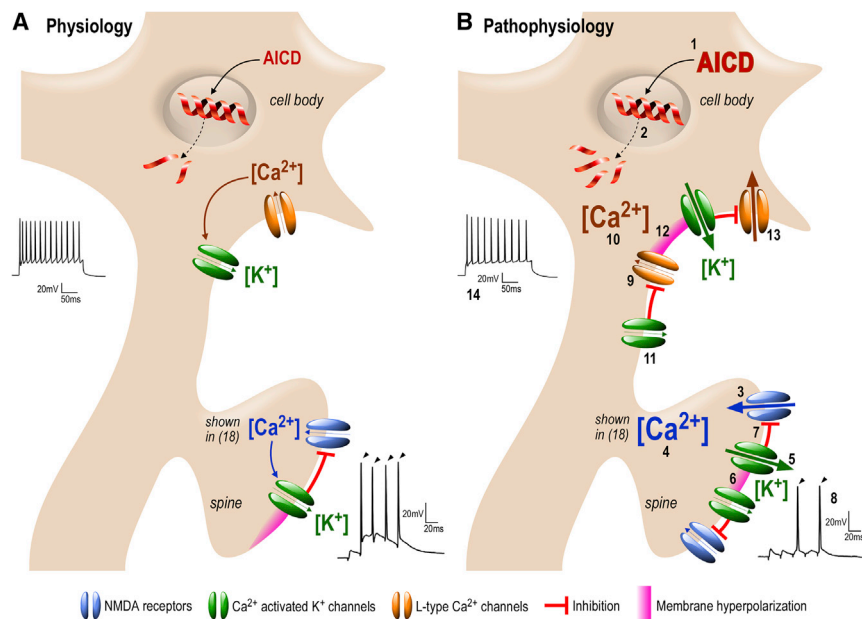 A Physiology
AICD
cell body
[Ca2+]
[K+]
20mV
50ms
shown
in (18)
[Ca2+]
spine
[K+]
20mV
20ms
B Pathophysiology
1
AICD
cell body
2
[Ca2+]
10
12
13
[K+]
9
11
20mV
50ms
14
3
shown
in (18)
[Ca2+]
4
7
5
[K+]
6
spine
8
20mV
20ms
NMDA receptors
Ca2+ activated K+ channels
L-type Ca2+ channels
Inhibition
Membrane hyperpolarization